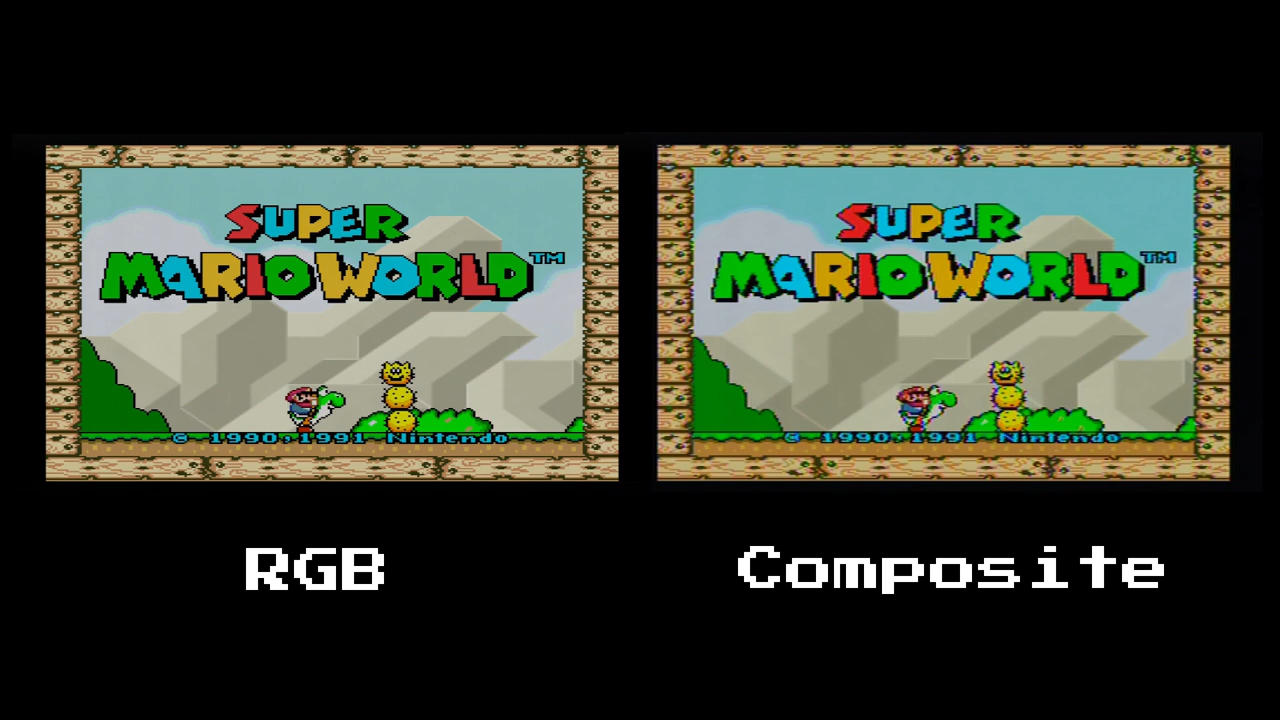 SUPER
MARIO WORLD™
© 1990,1991 Nintendo
SUPER
MARIO WORLD™
© 1990,1991 Nintendo
RGB
Composite